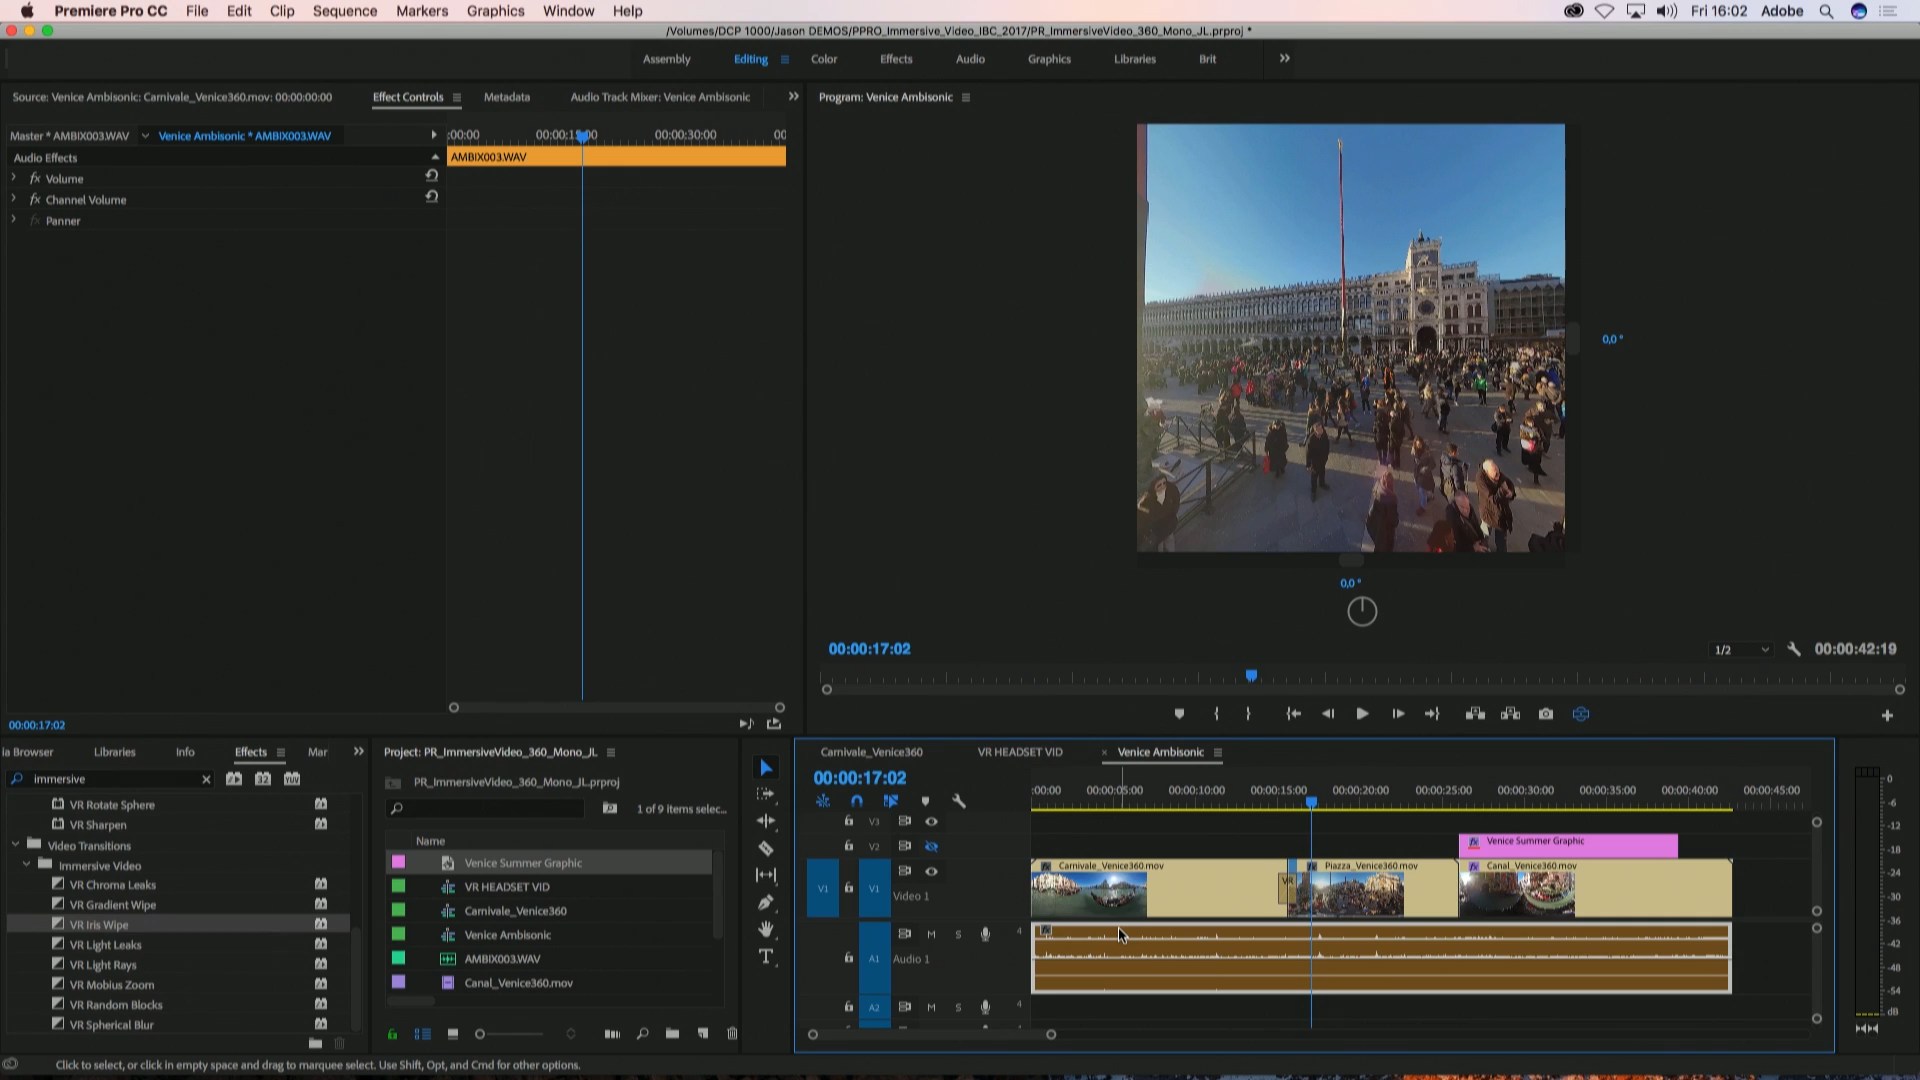 Premiere Pro CC File Edit Clip Sequence Markers Graphics Window Help Fri 16:02 Adobe
/Volumes/DCP 1000/Jason DEMOS/PPRO_Immersive_Video_IBC_2017/PR_ImmersiveVideo_360_Mono_JL.prproj *
Assembly Editing Color Effects Audio Graphics Libraries Brit
Source: Venice Ambisonic: Carnivale_Venice360.mov: 00:00:00:00 Effect Controls Metadata Audio Track Mixer: Venice Ambisonic
Program: Venice Ambisonic
Master * AMBIX003.WAV Venice Ambisonic * AMBIX003.WAV :00:00 00:00:15:00 00:00:30:00 00
Audio Effects AMBIX003.WAV
fx Volume
fx Channel Volume
fx Panner
0,0 °
0,0 °
00:00:17:02 1/2 00:00:42:19
00:00:17:02
ia Browser Libraries Info Effects Mar
immersive
VR Rotate Sphere
VR Sharpen
Video Transitions
Immersive Video
VR Chroma Leaks
VR Gradient Wipe
VR Iris Wipe
VR Light Leaks
VR Light Rays
VR Mobius Zoom
VR Random Blocks
VR Spherical Blur
Project: PR_ImmersiveVideo_360_Mono_JL
PR_ImmersiveVideo_360_Mono_JL.prproj
1 of 9 items selec...
Name
Venice Summer Graphic
VR HEADSET VID
Carnivale_Venice360
Venice Ambisonic
AMBIX003.WAV
Canal_Venice360.mov
Carnivale_Venice360 VR HEADSET VID × Venice Ambisonic
00:00:17:02
:00:00 00:00:05:00 00:00:10:00 00:00:15:00 00:00:20:00 00:00:25:00 00:00:30:00 00:00:35:00 00:00:40:00 00:00:45:00
V3
V2 fx Venice Summer Graphic
fx Carnivale_Venice360.mov fx Piazza_Venice360.mov fx Canal_Venice360.mov
V1 V1 Video 1 VR
M S 4
A1 Audio 1
A2 M S 4
0
-6
-12
-18
-24
-30
-36
-42
-48
-54
dB
Click to select, or click in empty space and drag to marquee select. Use Shift, Opt, and Cmd for other options.